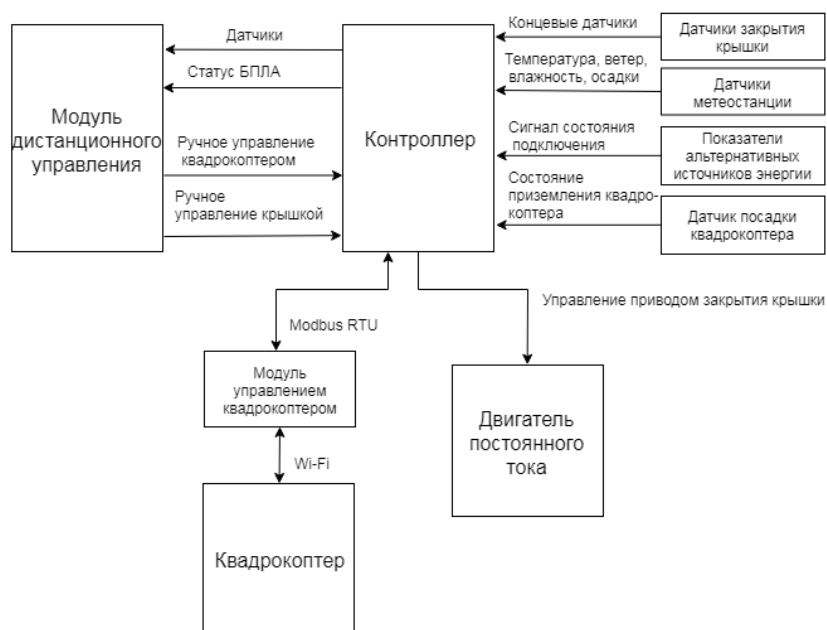 Датчики
Статус БПЛА
Модуль
дистанционного
управления
Ручное управление
квадрокоптером
Ручное
управление крышкой
Контроллер
Концевые датчики
Температура, ветер,
влажность, осадки
Сигнал состояния
подключения
Состояние
приземления квадро-
коптера
Датчики закрытия
крышки
Датчики
метеостанции
Показатели
альтернативных
источников энергии
Датчик посадки
квадрокоптера
Modbus RTU
Управление приводом закрытия крышки
Модуль
управлением
квадрокоптером
Wi-Fi
Двигатель
постоянного
тока
Квадрокоптер